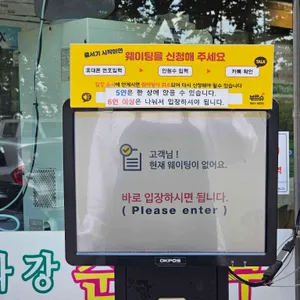 웨이팅을 신청해 주세요
휴대폰 번호입력
인원수 입력
카톡 확인
TALK
5인은 한 상에 앉을 수 있습니다.
6인 이상은 나눠서 입장하셔야 됩니다.
고객님 !
현재 웨이팅이 없어요.
바로 입장하시면 됩니다.
( Please enter )
OKPOS